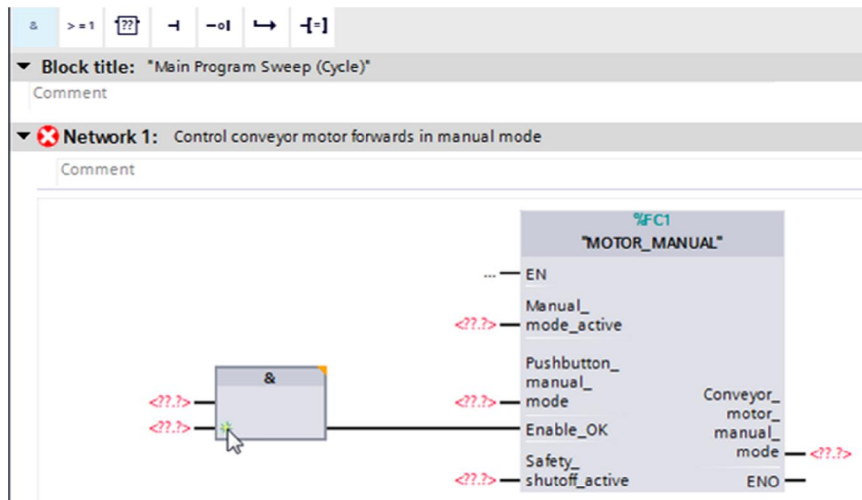 & >=1 ?? -[=]
Block title: "Main Program Sweep (Cycle)"
Comment
Network 1: Control conveyor motor forwards in manual mode
Comment
%FC1
"MOTOR_MANUAL"
... EN
Manual_
<??.?> mode_active
Pushbutton_
manual_
<??.?> mode
Enable_OK
Safety_
<??.?> shutoff_active
&
<??.?>
<??.?>
Conveyor_
motor_
manual_
mode <??.?>
ENO